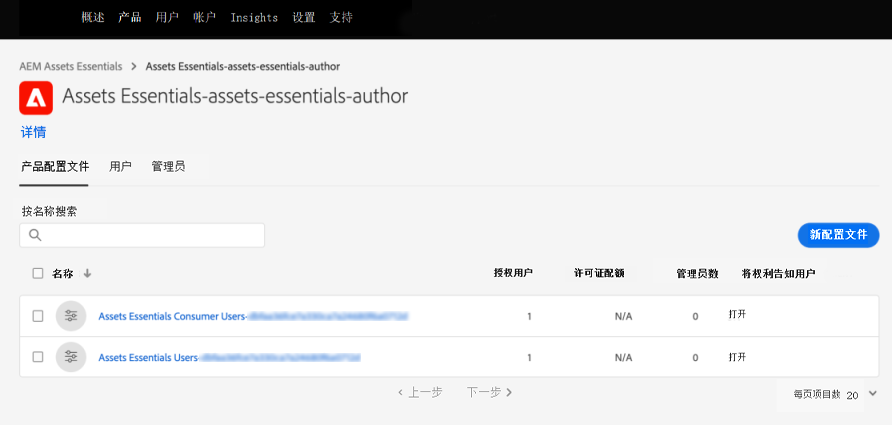 概述 产品 用户 帐户 Insights 设置 支持
AEM Assets Essentials > Assets Essentials-assets-essentials-author
Assets Essentials-assets-essentials-author
详情
产品配置文件 用户 管理员
按名称搜索
新配置文件
名称 ↓ 授权用户 许可证配额 管理员数 将权利告知用户
Assets Essentials Consumer Users- 1 N/A 0 打开
Assets Essentials Users- 1 N/A 0 打开
< 上一步 下一步 >
每页项目数 20